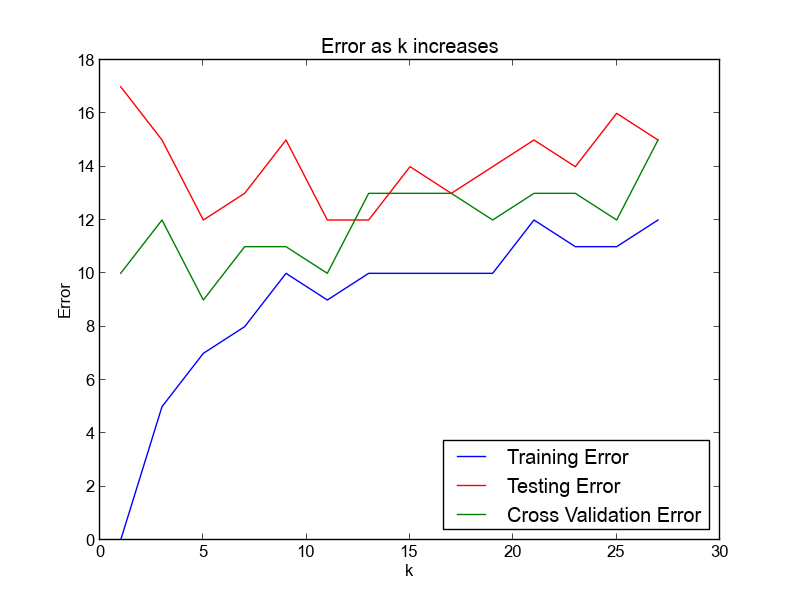 Error as k increases
18
16
14
12
10
8
6
4
2
0
Error
0 5 10 15 20 25 30
k
Training Error
Testing Error
Cross Validation Error